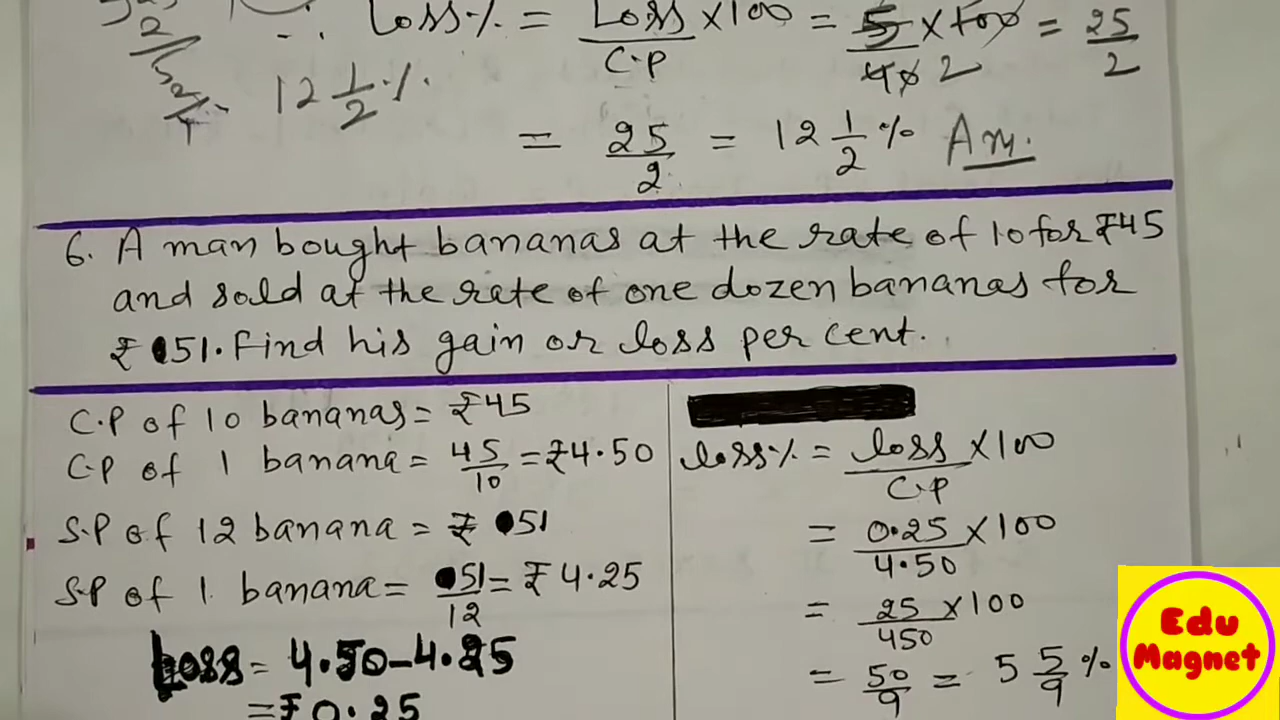 ∴ Loss% = Loss/C.P × 100 = 5/40 × 100 = 25/2
12 1/2 %
= 25/2 = 12 1/2 % Ans.
6. A man bought bananas at the rate of 10 for ₹45
and sold at the rate of one dozen bananas for
₹ 51. Find his gain or loss per cent.
C.P of 10 bananas = ₹45
C.P of 1 banana = 45/10 = ₹4.50
S.P of 12 banana = ₹ 51
S.P of 1 banana = 51/12 = ₹ 4.25
Loss = 4.50-4.25
= ₹0.25
loss% = loss/C.P × 100
= 0.25/4.50 × 100
= 25/450 × 100
= 50/9 = 5 5/9 %
Edu
Magnet